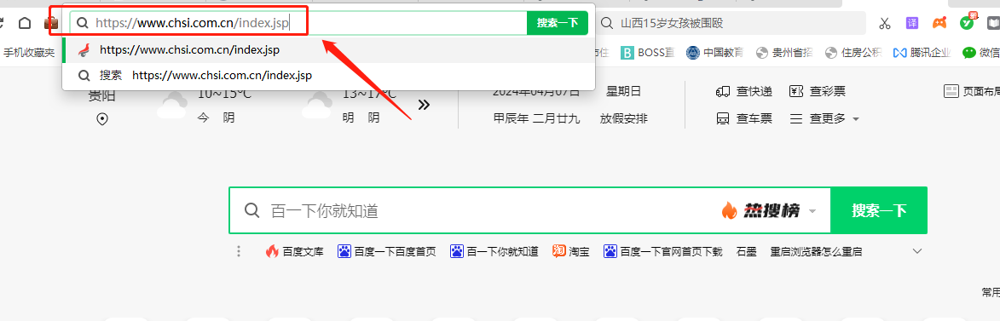 https://www.chsi.com.cn/index.jsp 搜索一下 山西15岁女孩被围殴
https://www.chsi.com.cn/index.jsp
手机收藏夹 BOSS直 中国教育 贵州省招 住房公积 腾讯企业 微信
搜索 https://www.chsi.com.cn/index.jsp
贵阳 10~15℃ 13~17℃ 2024年04月07日 星期日 查快递 查彩票 页面布局
今 阴 明 阴 甲辰年 二月廿九 放假安排 查车票 查更多
百一下你就知道 热搜榜 搜索一下
百度文库 百度一下百度首页 百一下你就知道 淘宝 百度一下官网首页下载 石墨 重启浏览器怎么重启
常用